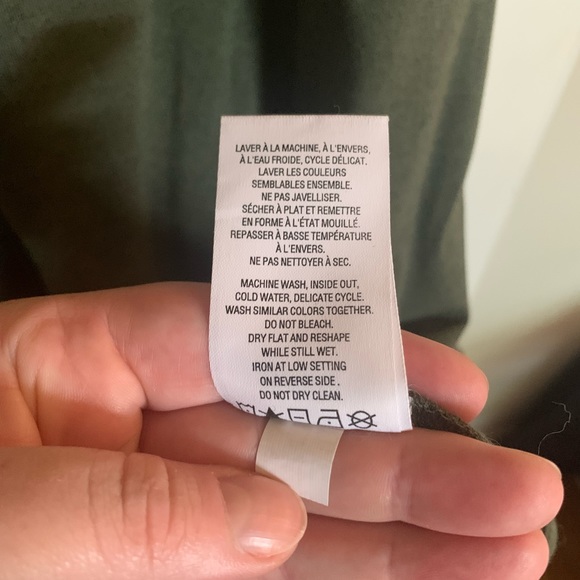 LAVER À LA MACHINE, À L'ENVERS,
À L'EAU FROIDE, CYCLE DÉLICAT.
LAVER LES COULEURS
SEMBLABLES ENSEMBLE.
NE PAS JAVELLISER.
SÉCHER À PLAT ET REMETTRE
EN FORME À L'ÉTAT MOUILLÉ.
REPASSER À BASSE TEMPÉRATURE
À L'ENVERS.
NE PAS NETTOYER À SEC.
MACHINE WASH, INSIDE OUT,
COLD WATER, DELICATE CYCLE.
WASH SIMILAR COLORS TOGETHER.
DO NOT BLEACH.
DRY FLAT AND RESHAPE
WHILE STILL WET.
IRON AT LOW SETTING
ON REVERSE SIDE .
DO NOT DRY CLEAN.